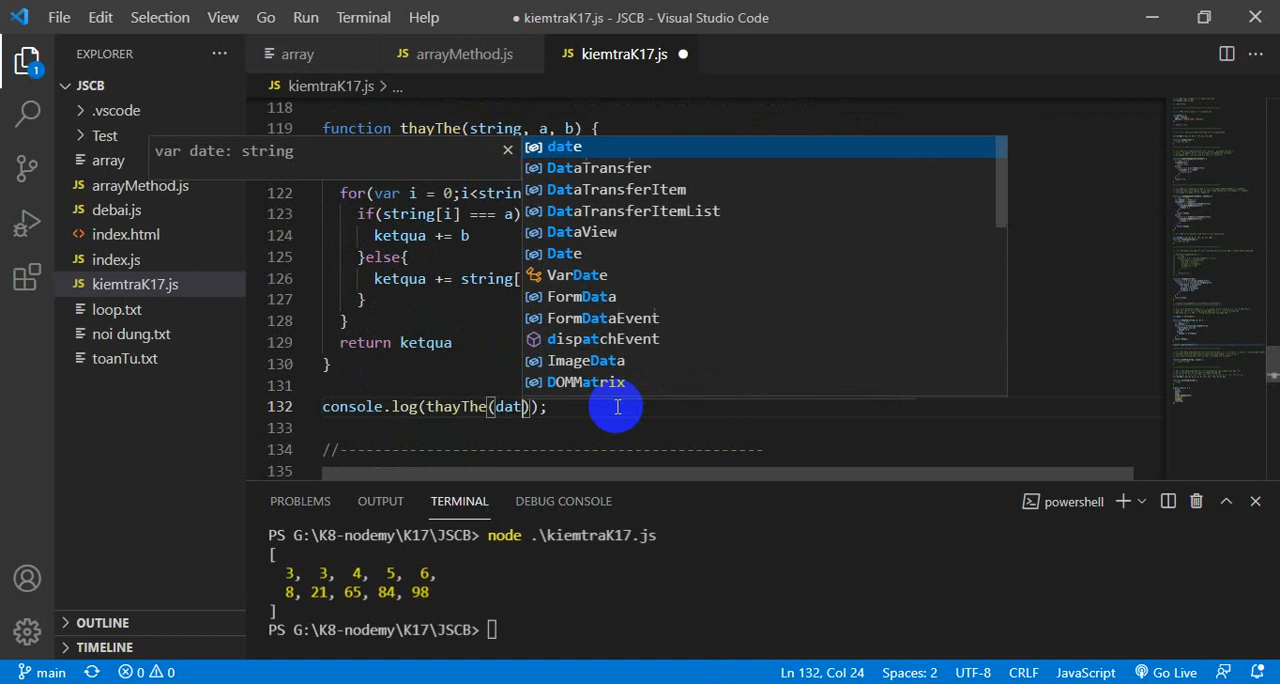 File Edit Selection View Go Run Terminal Help ● kiemtraK17.js - JSCB - Visual Studio Code
EXPLORER ···
array
JS arrayMethod.js
JS kiemtraK17.js ●
JS kiemtraK17.js > ...
1
JSCB
.vscode
Test
array
JS arrayMethod.js
JS debai.js
<> index.html
JS index.js
JS kiemtraK17.js
loop.txt
noi dung.txt
toanTu.txt
OUTLINE
TIMELINE
118
119 function thayThe(string, a, b) {
var date: string
122 for(var i = 0;i<strin
123 if(string[i] === a)
124 ketqua += b
125 }else{
126 ketqua += string[
127 }
128 }
129 return ketqua
130 }
131
132 console.log(thayThe(dat));
133
134 //-------------------------------------------------
135
date
DataTransfer
DataTransferItem
DataTransferItemList
DataView
Date
VarDate
FormData
FormDataEvent
dispatchEvent
ImageData
DOMMatrix
PROBLEMS OUTPUT TERMINAL DEBUG CONSOLE powershell
PS G:\K8-nodemy\K17\JSCB> node .\kiemtraK17.js
[
3, 3, 4, 5, 6,
8, 21, 65, 84, 98
]
PS G:\K8-nodemy\K17\JSCB>
main 0 0 Ln 132, Col 24 Spaces: 2 UTF-8 CRLF JavaScript Go Live